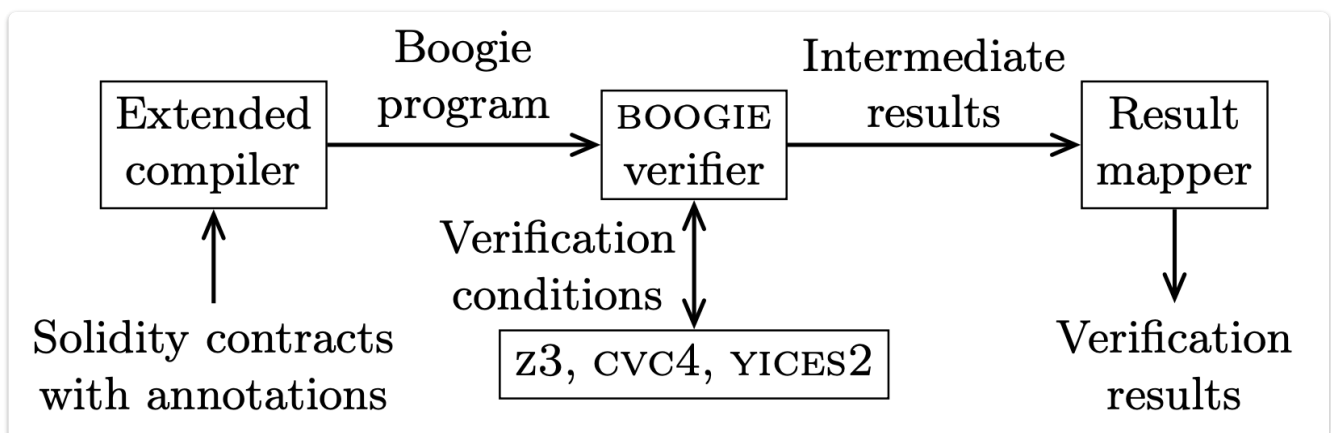 Boogie
program
Intermediate
results
Extended
compiler
BOOGIE
verifier
Result
mapper
Verification
conditions
Solidity contracts
with annotations
Z3, CVC4, YICES2
Verification
results